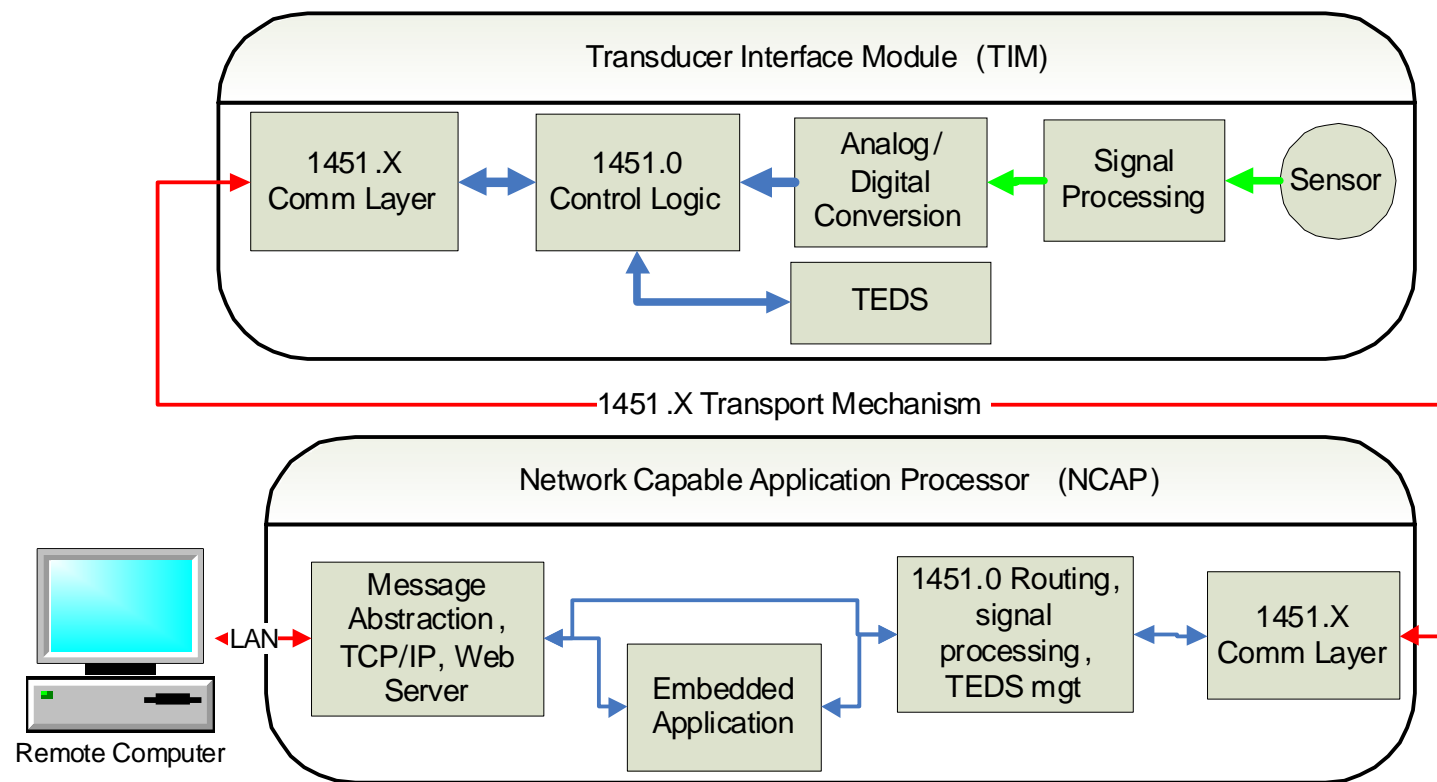 Transducer Interface Module (TIM)
1451.X
Comm Layer
1451.0
Control Logic
Analog/
Digital
Conversion
Signal
Processing
Sensor
TEDS
1451.X Transport Mechanism
Network Capable Application Processor (NCAP)
Message
Abstraction,
TCP/IP, Web
Server
Embedded
Application
1451.0 Routing,
signal
processing,
TEDS mgt
1451.X
Comm Layer
LAN
Remote Computer